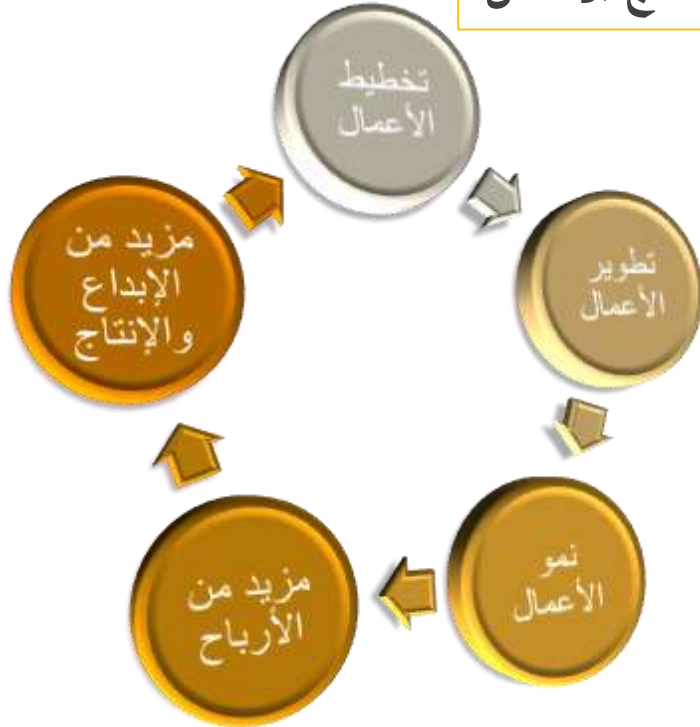 تخطيط
الأعمال
تطوير
الأعمال
نمو
الأعمال
مزيد من
الأرباح
مزيد من
الإبداع
والإنتاج